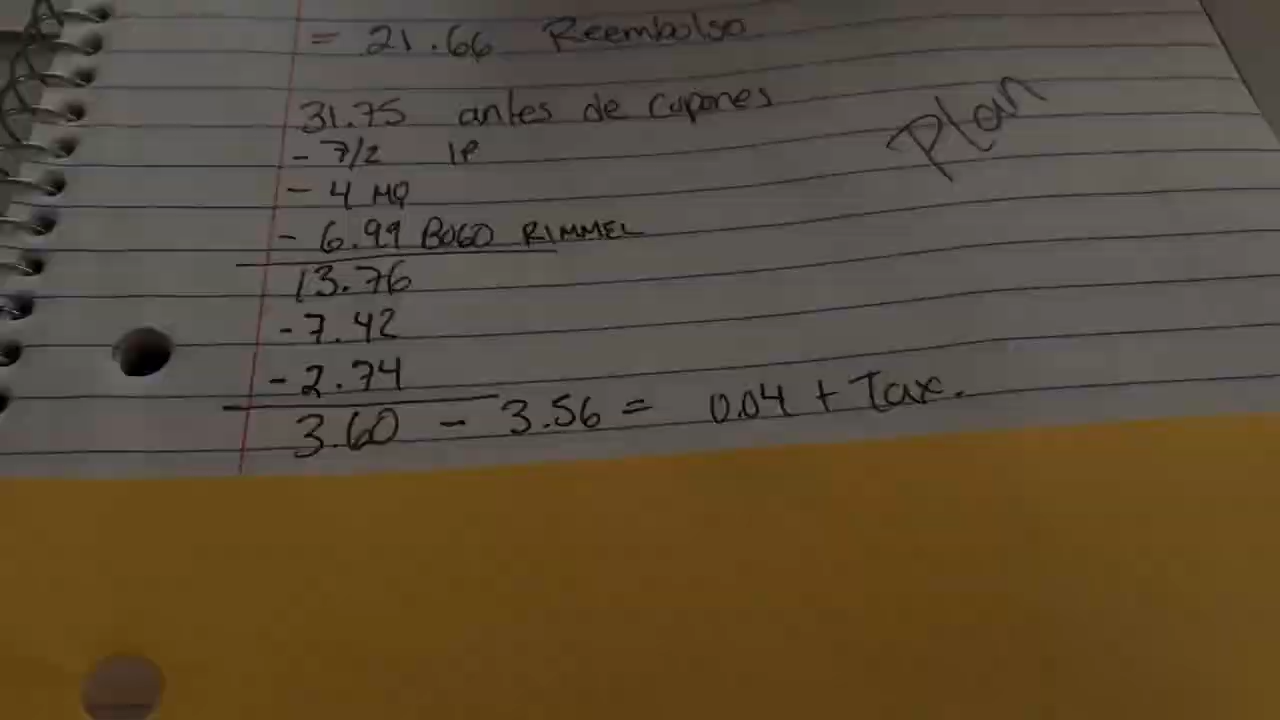 = 21.66 Reembolso
31.75 antes de cupones
Plan
- 7/2 IP
- 4 MQ
- 6.99 BOGO RIMMEL
13.76
- 7.42
- 2.74
3.60 - 3.56 = 0.04 + Tax.